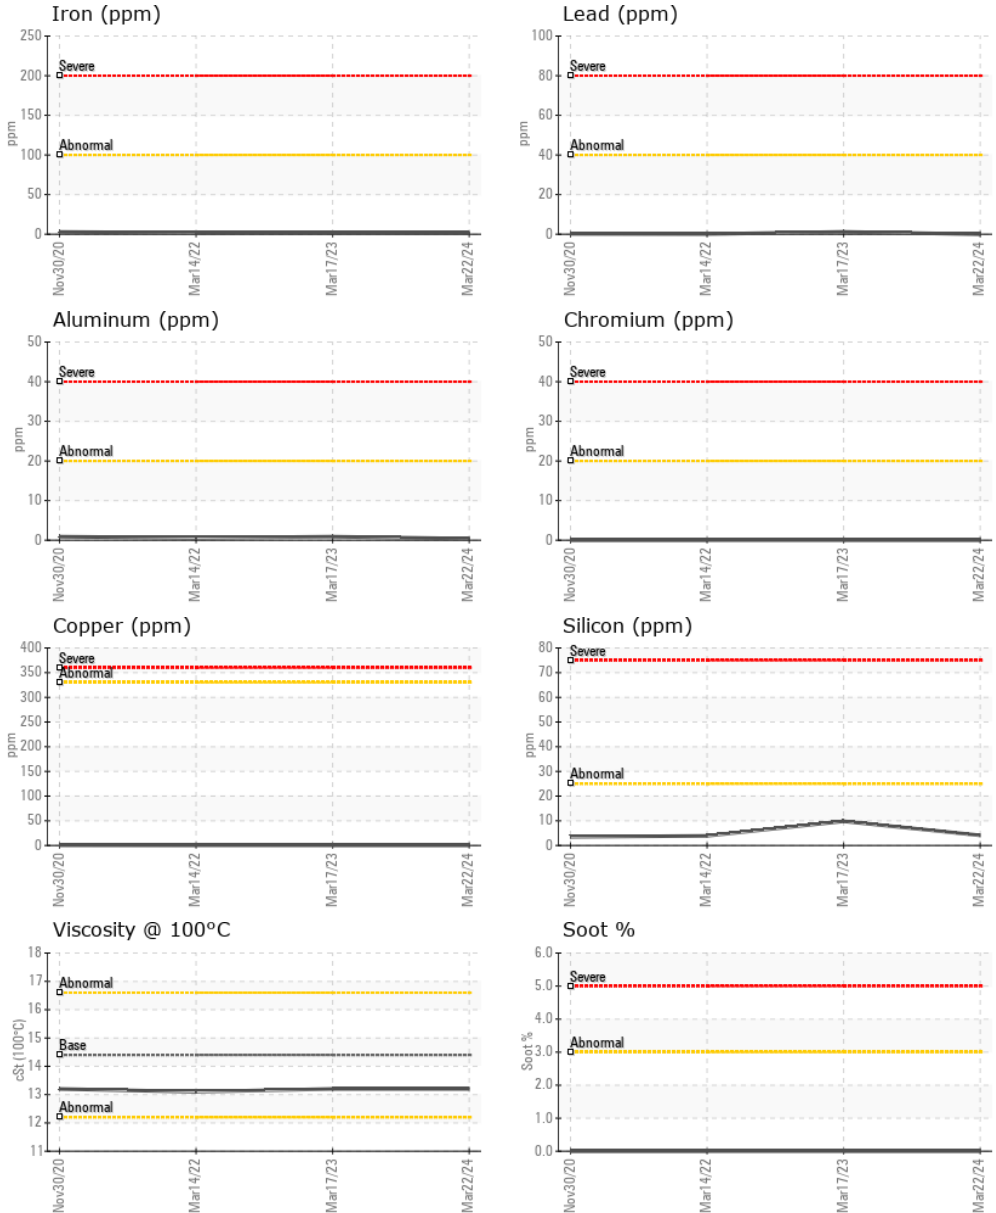 Iron (ppm)
250
200
150
100
50
0
ppm
Severe
Abnormal
Nov30/20
Mar14/22
Mar17/23
Mar22/24
Lead (ppm)
100
80
60
40
20
0
ppm
Severe
Abnormal
Nov30/20
Mar14/22
Mar17/23
Mar22/24
Aluminum (ppm)
50
40
30
20
10
0
ppm
Severe
Abnormal
Nov30/20
Mar14/22
Mar17/23
Mar22/24
Chromium (ppm)
50
40
30
20
10
0
ppm
Severe
Abnormal
Nov30/20
Mar14/22
Mar17/23
Mar22/24
Copper (ppm)
400
350
300
250
200
150
100
50
0
ppm
Severe
Abnormal
Nov30/20
Mar14/22
Mar17/23
Mar22/24
Silicon (ppm)
80
70
60
50
40
30
20
10
0
ppm
Severe
Abnormal
Nov30/20
Mar14/22
Mar17/23
Mar22/24
Viscosity @ 100°C
18
17
16
15
14
13
12
11
cSt (100°C)
Abnormal
Base
Abnormal
Nov30/20
Mar14/22
Mar17/23
Mar22/24
Soot %
6.0
5.0
4.0
3.0
2.0
1.0
0.0
Soot %
Severe
Abnormal
Nov30/20
Mar14/22
Mar17/23
Mar22/24